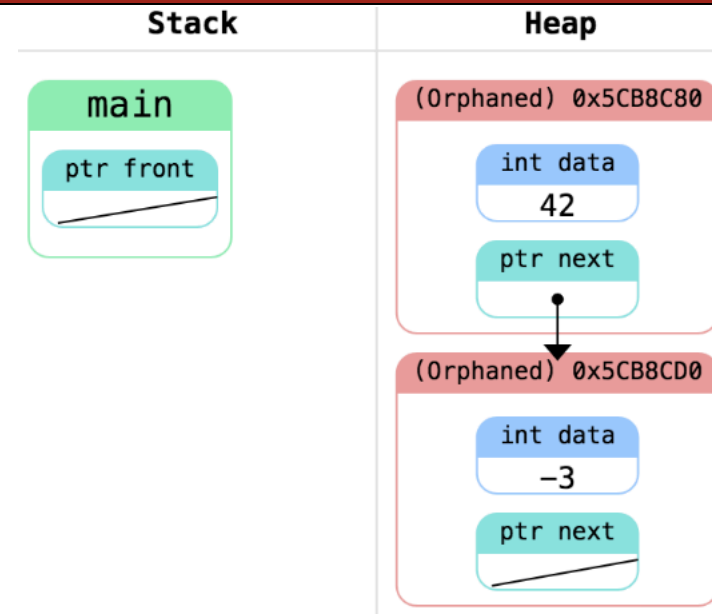 Stack
Heap
main
ptr front
(Orphaned) 0x5CB8C80
int data
42
ptr next
(Orphaned) 0x5CB8CD0
int data
−3
ptr next